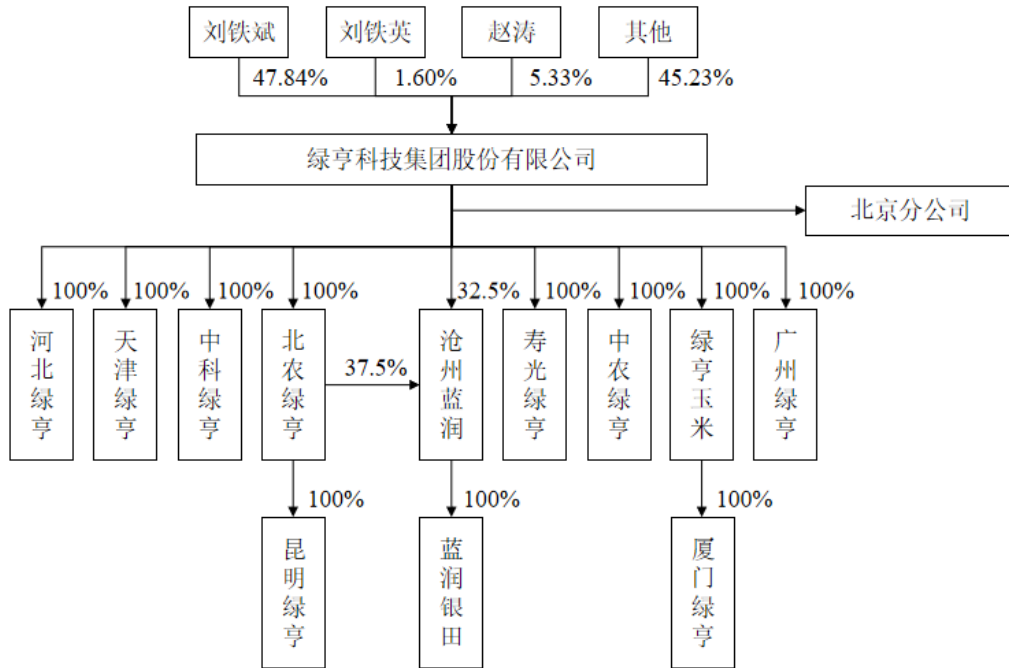 刘铁斌
刘铁英
赵涛
其他
47.84%
1.60%
5.33%
45.23%
绿亨科技集团股份有限公司
北京分公司
100%
100%
100%
100%
32.5%
100%
100%
100%
100%
河北绿亨
天津绿亨
中科绿亨
北农绿亨
37.5%
沧州蓝润
寿光绿亨
中农绿亨
绿亨玉米
广州绿亨
100%
100%
100%
昆明绿亨
蓝润银田
厦门绿亨